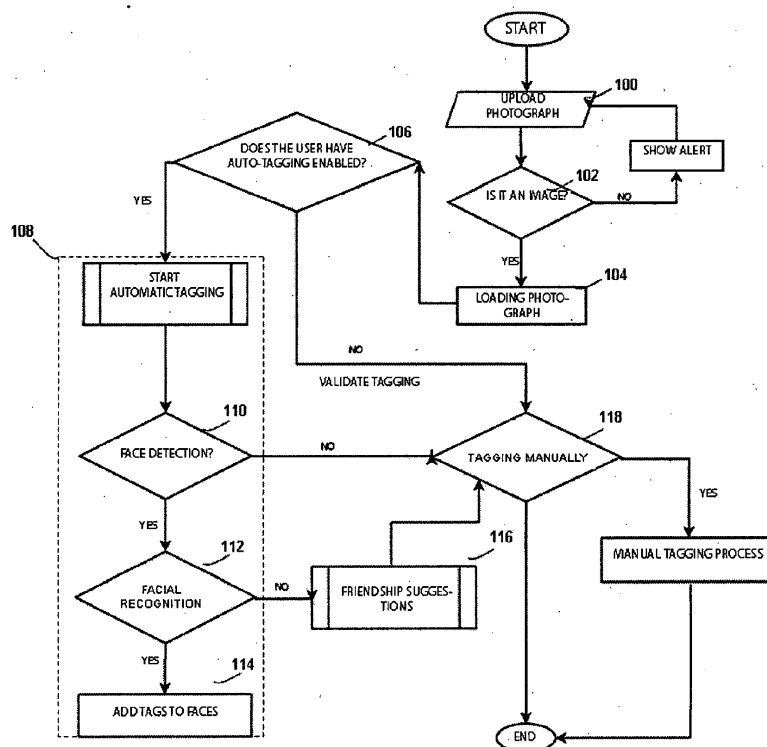 START
UPLOAD
PHOTOGRAPH
100
SHOW ALERT
106
DOES THE USER HAVE
AUTO-TAGGING ENABLED?
102
IS IT AN IMAGE?
NO
YES
YES
108
START
AUTOMATIC TAGGING
104
LOADING PHOTO-
GRAPH
NO
VALIDATE TAGGING
110
FACE DETECTION?
NO
118
TAGGING MANUALLY
YES
YES
112
FACIAL
RECOGNITION
NO
116
FRIENDSHIP SUGGES-
TIONS
MANUAL TAGGING PROCESS
YES
114
ADD TAGS TO FACES
END